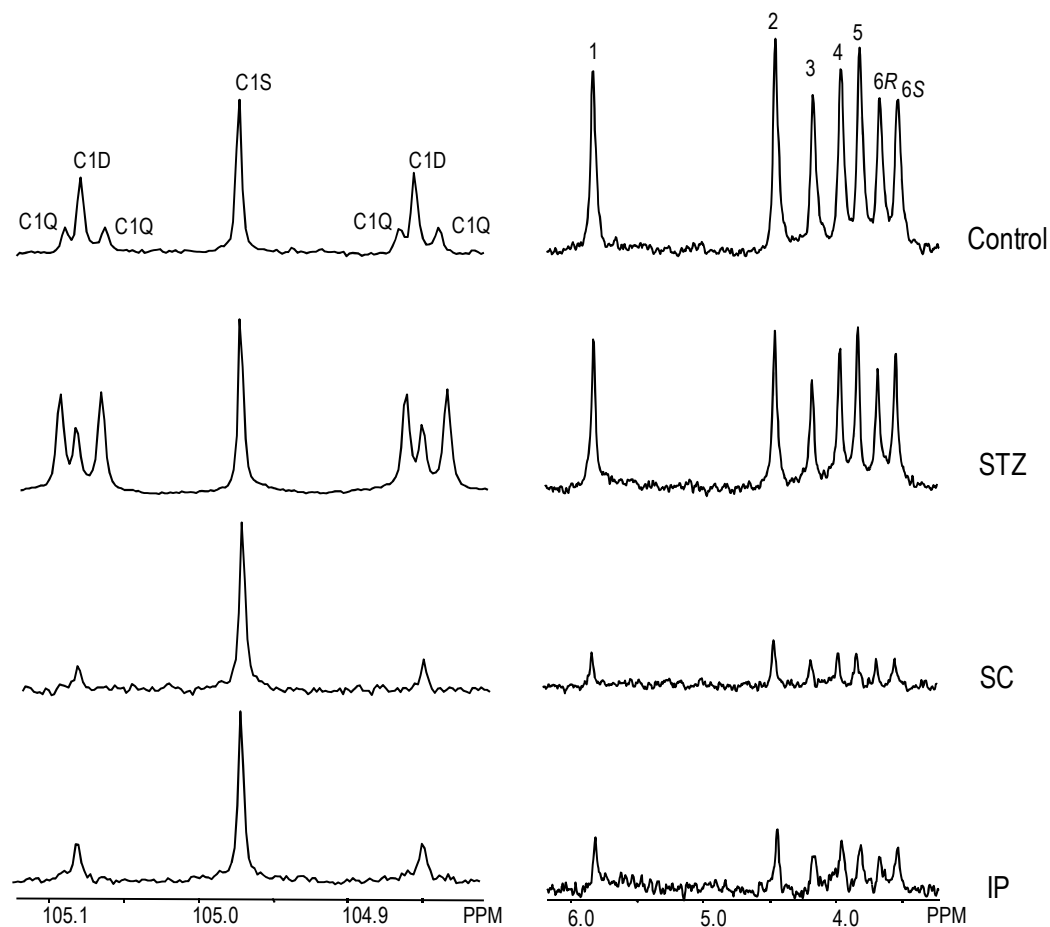 2
5
1
4
3
C1S
6R
6S
C1D
C1D
C1Q
C1Q
C1Q
C1Q
Control
STZ
SC
IP
105.1
105.0
104.9
PPM
6.0
5.0
4.0
PPM